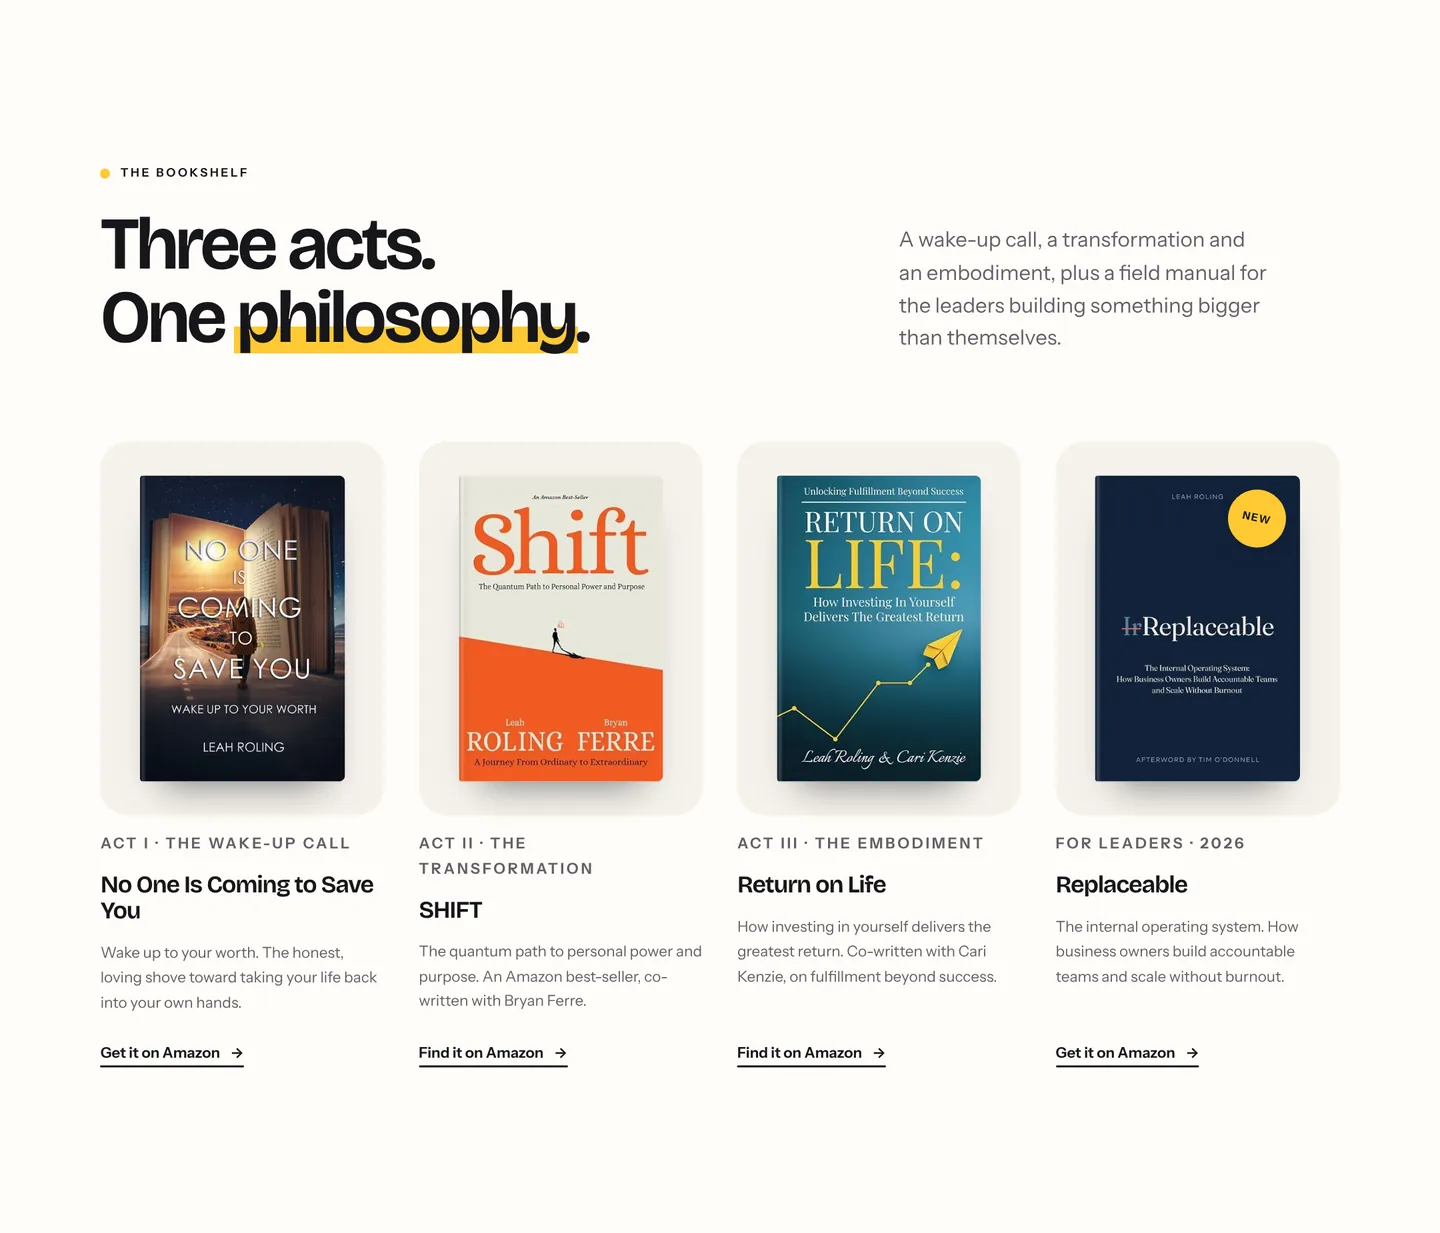 THE BOOKSHELF
Three acts.
One philosophy.
A wake-up call, a transformation and
an embodiment, plus a field manual for
the leaders building something bigger
than themselves.
NO ONE
IS
COMING
TO
SAVE YOU
WAKE UP TO YOUR WORTH
LEAH ROLING
An Amazon Best-Seller
Shift
The Quantum Path to Personal Power and Purpose
Leah Bryan
ROLING FERRE
A Journey From Ordinary to Extraordinary
Unlocking Fulfillment Beyond Success
RETURN ON
LIFE:
How Investing In Yourself
Delivers The Greatest Return
Leah Roling & Cari Kenzie
LEAH ROLING
NEW
IrReplaceable
The Internal Operating System:
How Business Owners Build Accountable Teams
and Scale Without Burnout
AFTERWORD BY TIM O'DONNELL
ACT I · THE WAKE-UP CALL
No One Is Coming to Save
You
Wake up to your worth. The honest,
loving shove toward taking your life back
into your own hands.
Get it on Amazon →
ACT II · THE
TRANSFORMATION
SHIFT
The quantum path to personal power and
purpose. An Amazon best-seller, co-
written with Bryan Ferre.
Find it on Amazon →
ACT III · THE EMBODIMENT
Return on Life
How investing in yourself delivers the
greatest return. Co-written with Cari
Kenzie, on fulfillment beyond success.
Find it on Amazon →
FOR LEADERS · 2026
Replaceable
The internal operating system. How
business owners build accountable
teams and scale without burnout.
Get it on Amazon →